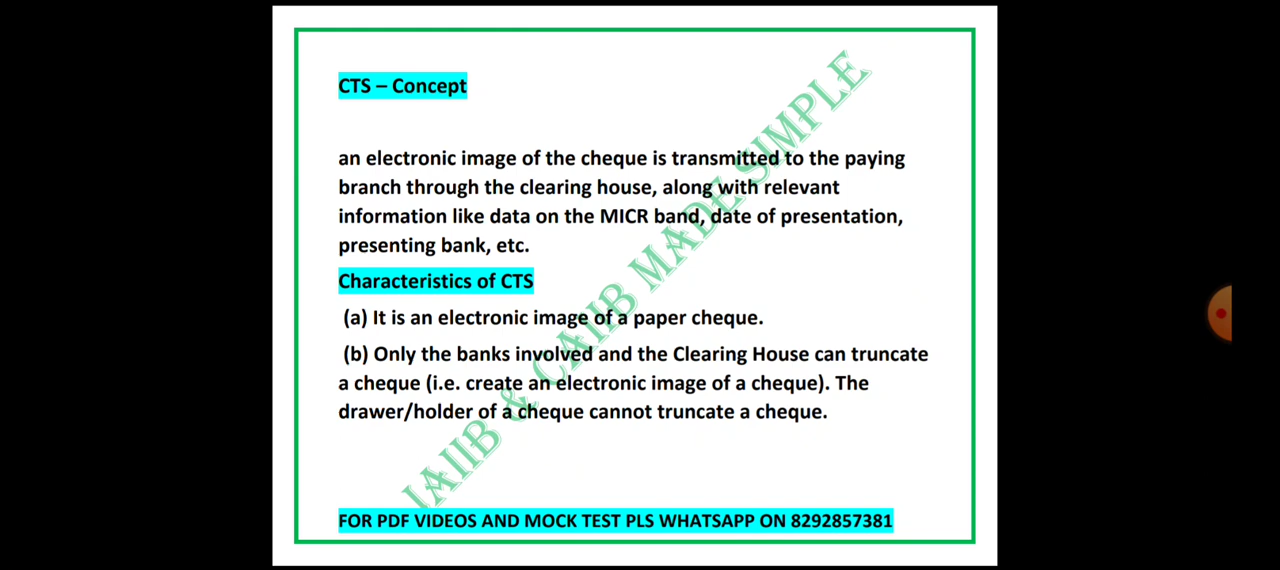 CTS – Concept
an electronic image of the cheque is transmitted to the paying
branch through the clearing house, along with relevant
information like data on the MICR band, date of presentation,
presenting bank, etc.
Characteristics of CTS
(a) It is an electronic image of a paper cheque.
(b) Only the banks involved and the Clearing House can truncate
a cheque (i.e. create an electronic image of a cheque). The
drawer/holder of a cheque cannot truncate a cheque.
JAIIB & CAIIB MADE SIMPLE
FOR PDF VIDEOS AND MOCK TEST PLS WHATSAPP ON 8292857381